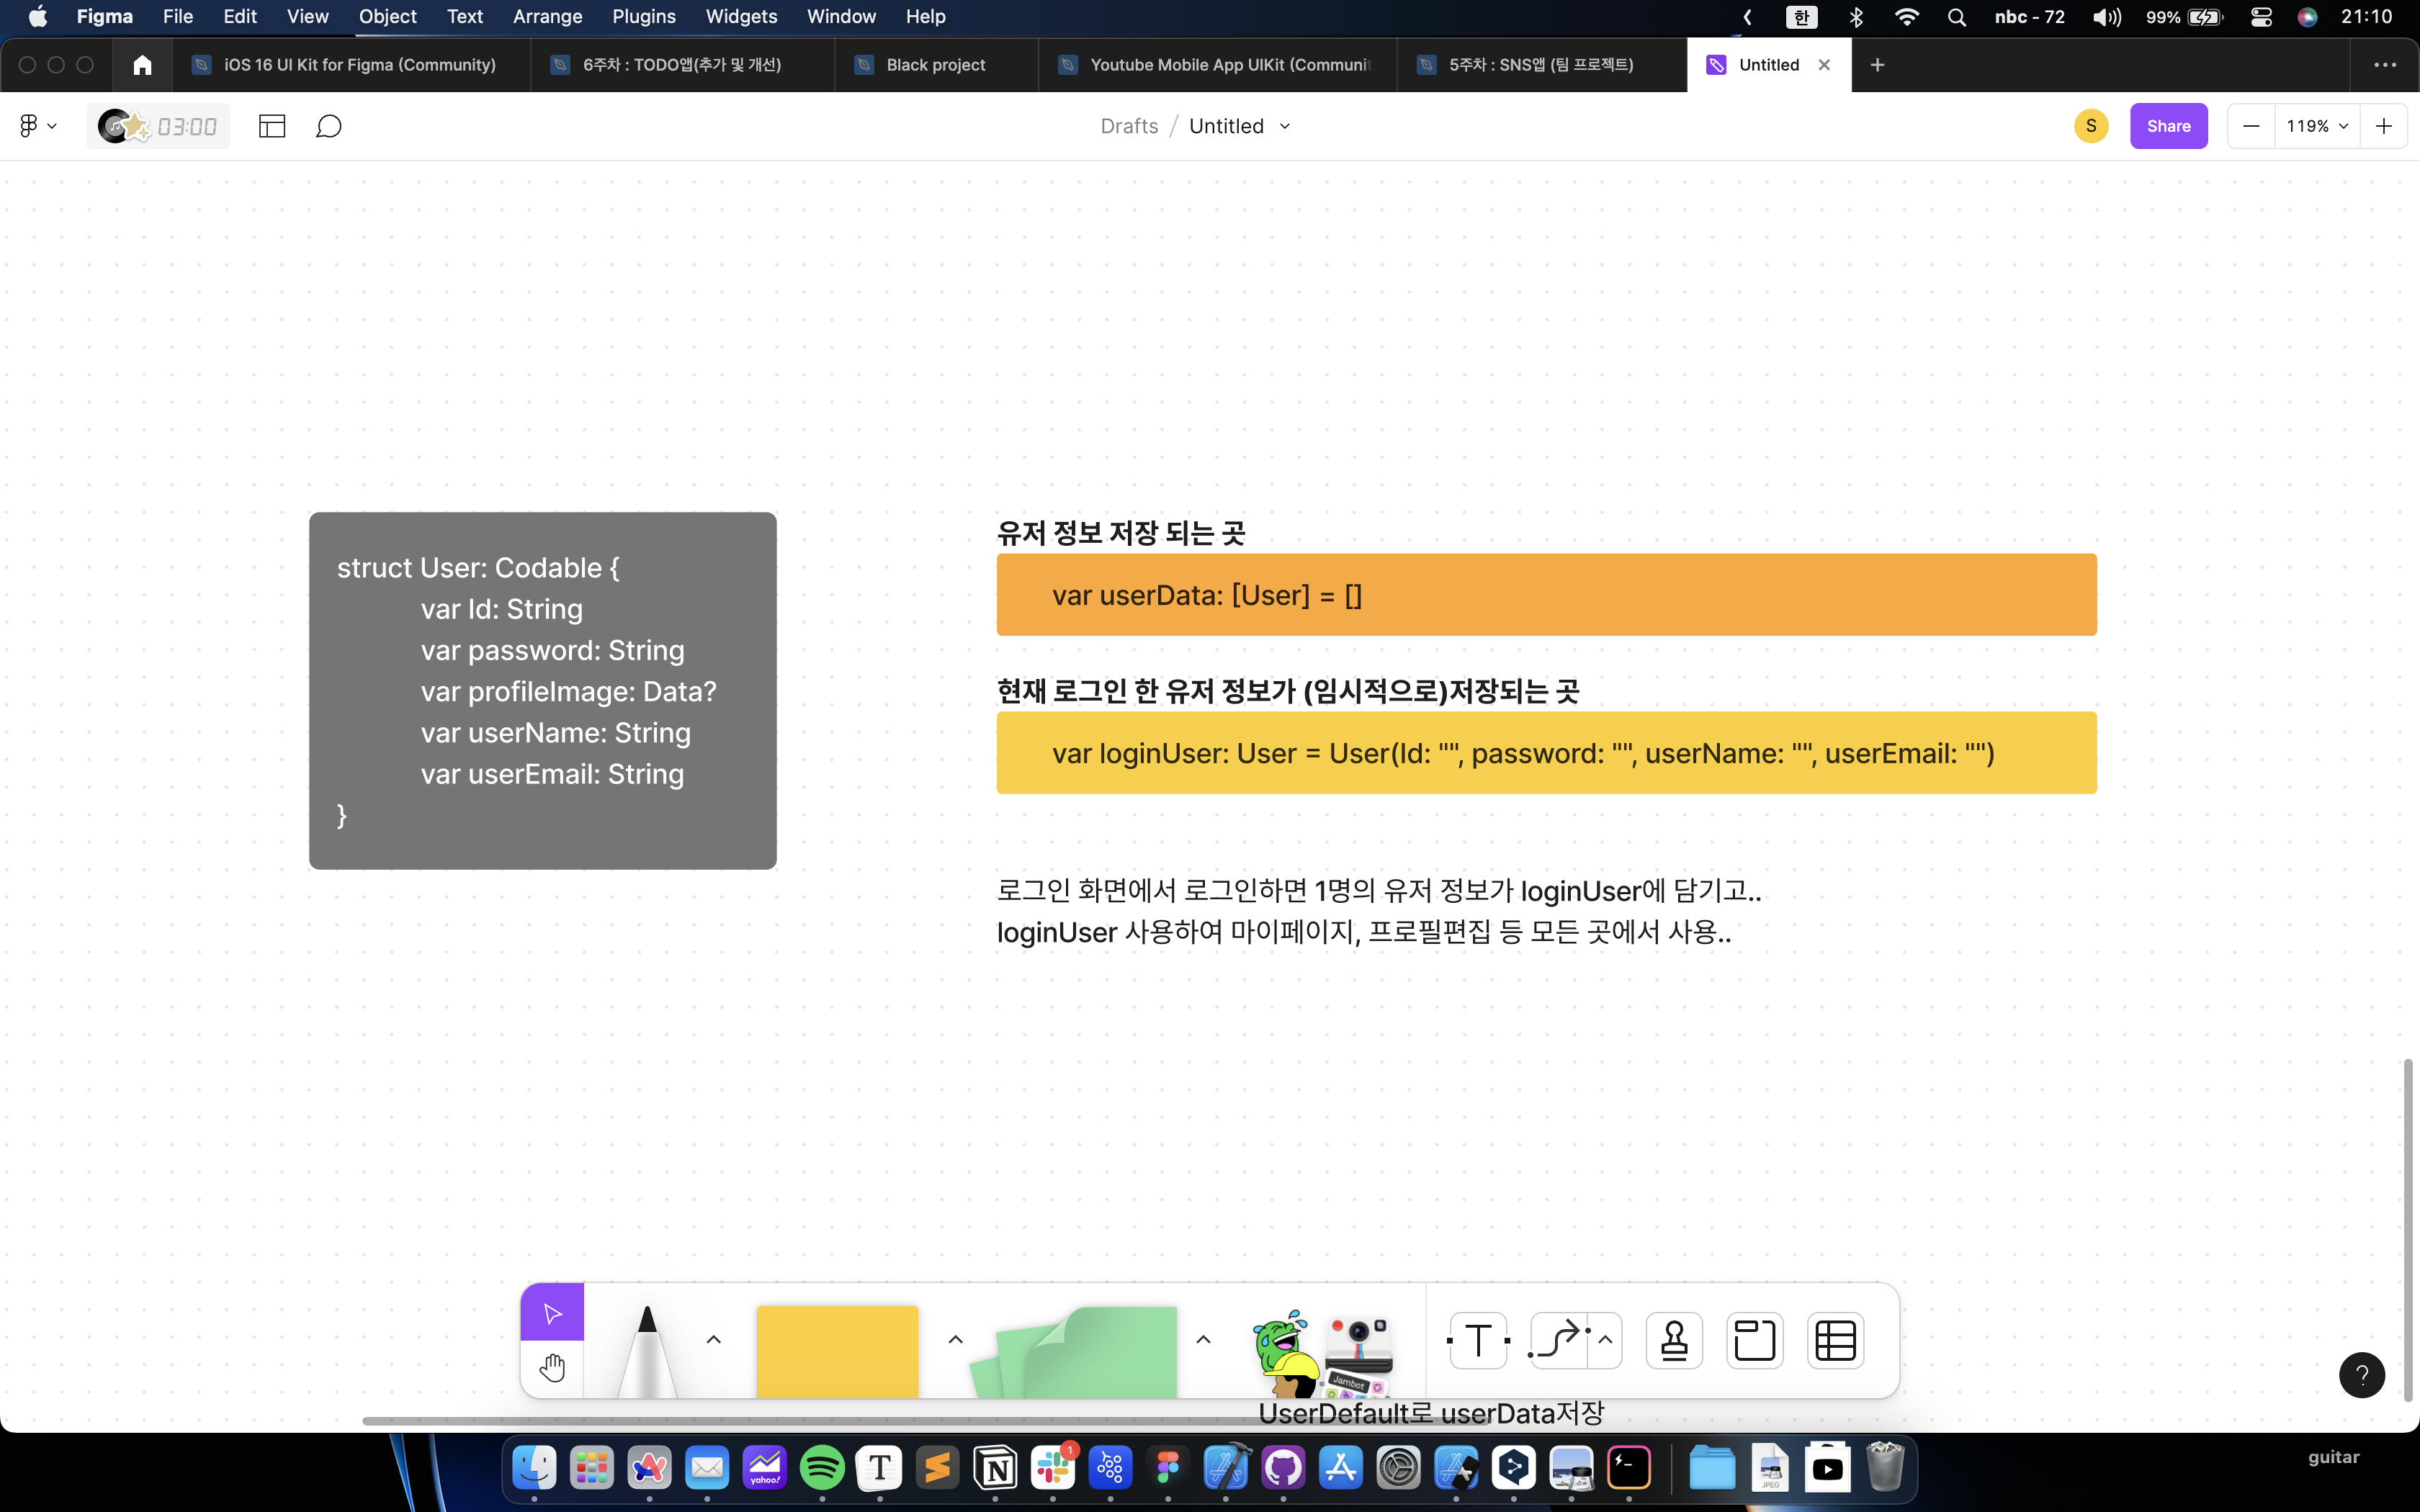 Figma File Edit View Object Text Arrange Plugins Widgets Window Help
한 nbc - 72 99% 21:10
iOS 16 UI Kit for Figma (Community) 6주차 : TODO앱(추가 및 개선) Black project Youtube Mobile App UIKit (Communit 5주차 : SNS앱 (팀 프로젝트) Untitled
03:00 Drafts / Untitled S Share 119%
struct User: Codable {
var Id: String
var password: String
var profileImage: Data?
var userName: String
var userEmail: String
}
유저 정보 저장 되는 곳
var userData: [User] = []
현재 로그인 한 유저 정보가 (임시적으로)저장되는 곳
var loginUser: User = User(Id: "", password: "", userName: "", userEmail: "")
로그인 화면에서 로그인하면 1명의 유저 정보가 loginUser에 담기고..
loginUser 사용하여 마이페이지, 프로필편집 등 모든 곳에서 사용..
T
Jambot
?
UserDefault로 userData저장
yahoo!
T
N
1
JPEG
guitar